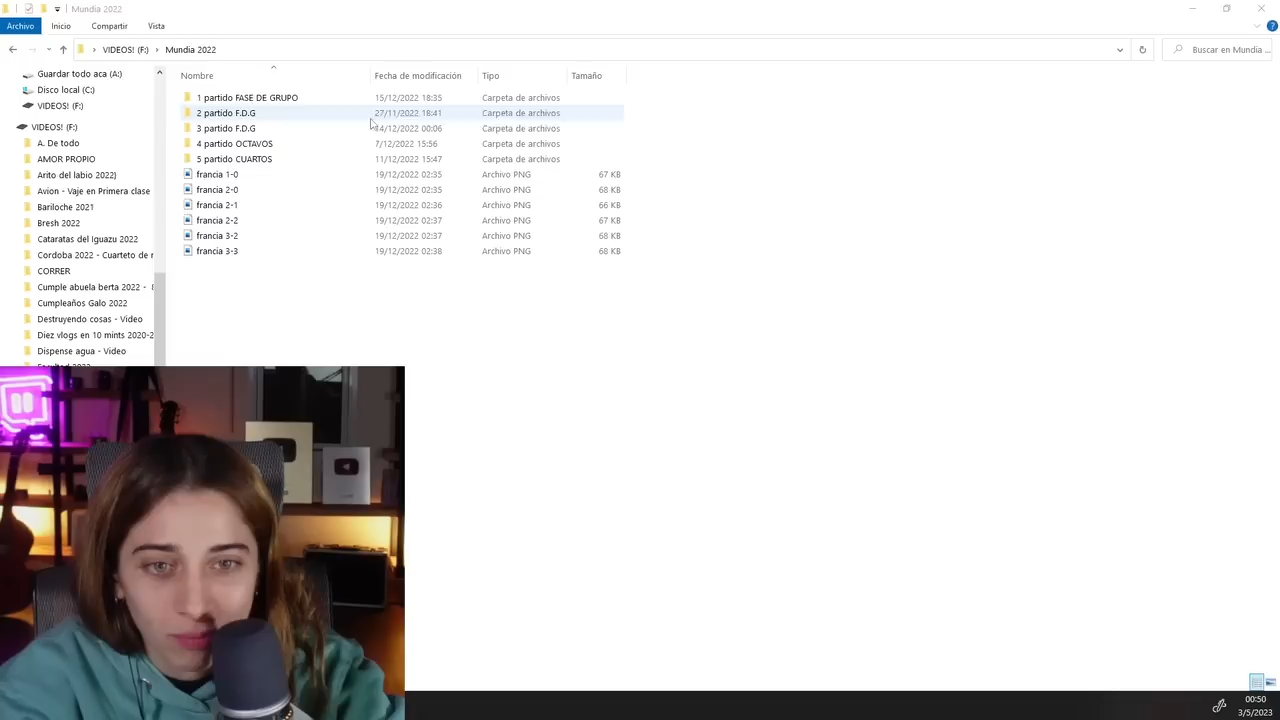 Mundia 2022
Archivo Inicio Compartir Vista
VIDEOS! (F:) Mundia 2022
Buscar en Mundia ...
Nombre Fecha de modificación Tipo Tamaño
Guardar todo aca (A:)
Disco local (C:)
VIDEOS! (F:)
VIDEOS! (F:)
A. De todo
AMOR PROPIO
Arito del labio 2022]
Avion - Vaje en Primera clase
Bariloche 2021
Bresh 2022
Cataratas del Iguazu 2022
Cordoba 2022 - Cuarteto de
CORRER
Cumple abuela berta 2022 -
Cumpleaños Galo 2022
Destruyendo cosas - Video
Diez vlogs en 10 mints 2020-2
Dispense agua - Video
1 partido FASE DE GRUPO 15/12/2022 18:35 Carpeta de archivos
2 partido F.D.G 27/11/2022 18:41 Carpeta de archivos
3 partido F.D.G 14/12/2022 00:06 Carpeta de archivos
4 partido OCTAVOS 7/12/2022 15:56 Carpeta de archivos
5 partido CUARTOS 11/12/2022 15:47 Carpeta de archivos
francia 1-0 19/12/2022 02:35 Archivo PNG 67 KB
francia 2-0 19/12/2022 02:35 Archivo PNG 68 KB
francia 2-1 19/12/2022 02:36 Archivo PNG 66 KB
francia 2-2 19/12/2022 02:37 Archivo PNG 67 KB
francia 3-2 19/12/2022 02:37 Archivo PNG 68 KB
francia 3-3 19/12/2022 02:38 Archivo PNG 68 KB
00:50
3/5/2023